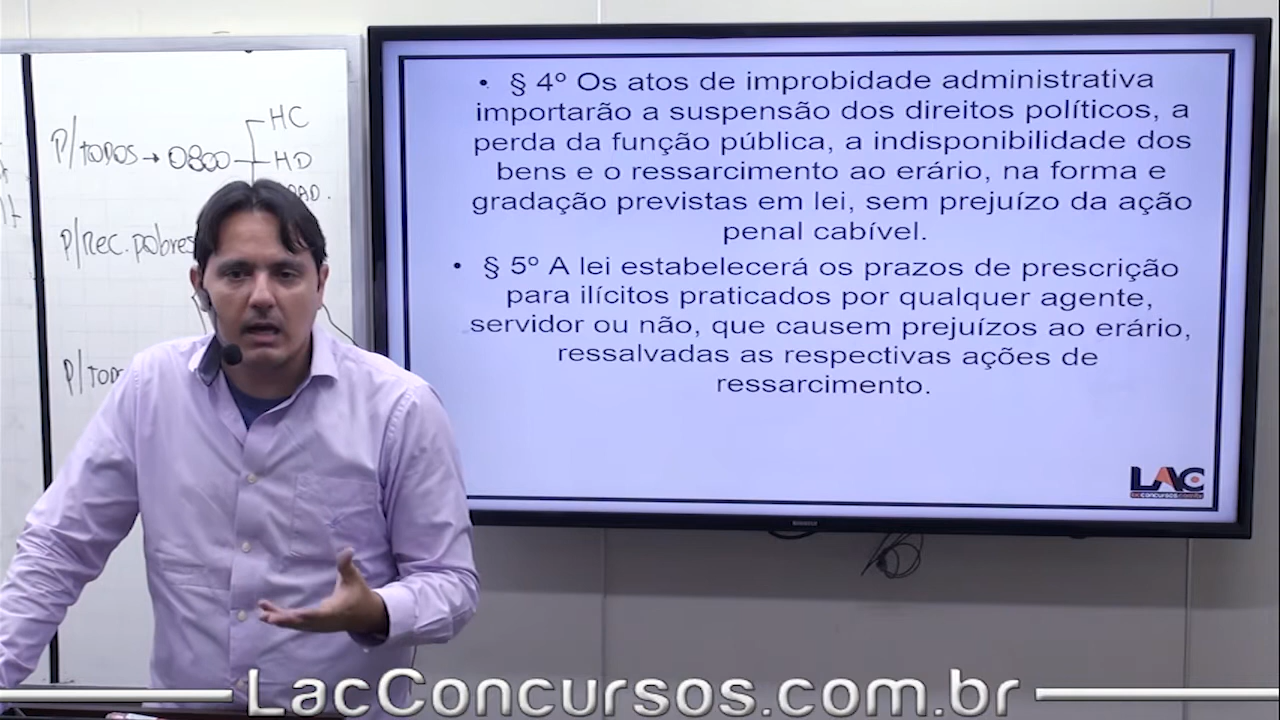 P/TODOS → 0800
HC
HD
P/Rec. pobres
• § 4º Os atos de improbidade administrativa
importarão a suspensão dos direitos políticos, a
perda da função pública, a indisponibilidade dos
bens e o ressarcimento ao erário, na forma e
gradação previstas em lei, sem prejuízo da ação
penal cabível.
• § 5º A lei estabelecerá os prazos de prescrição
para ilícitos praticados por qualquer agente,
servidor ou não, que causem prejuízos ao erário,
ressalvadas as respectivas ações de
ressarcimento.
LAC
LacConcursos.com.br